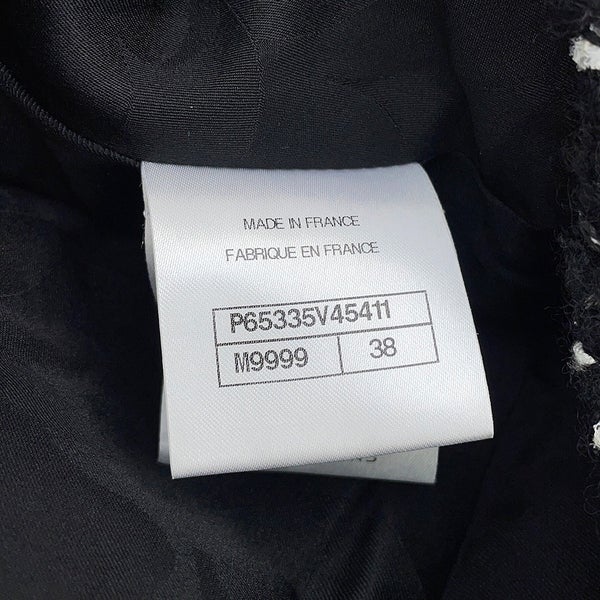 MADE IN FRANCE
FABRIQUE EN FRANCE
P65335V45411
M9999 38